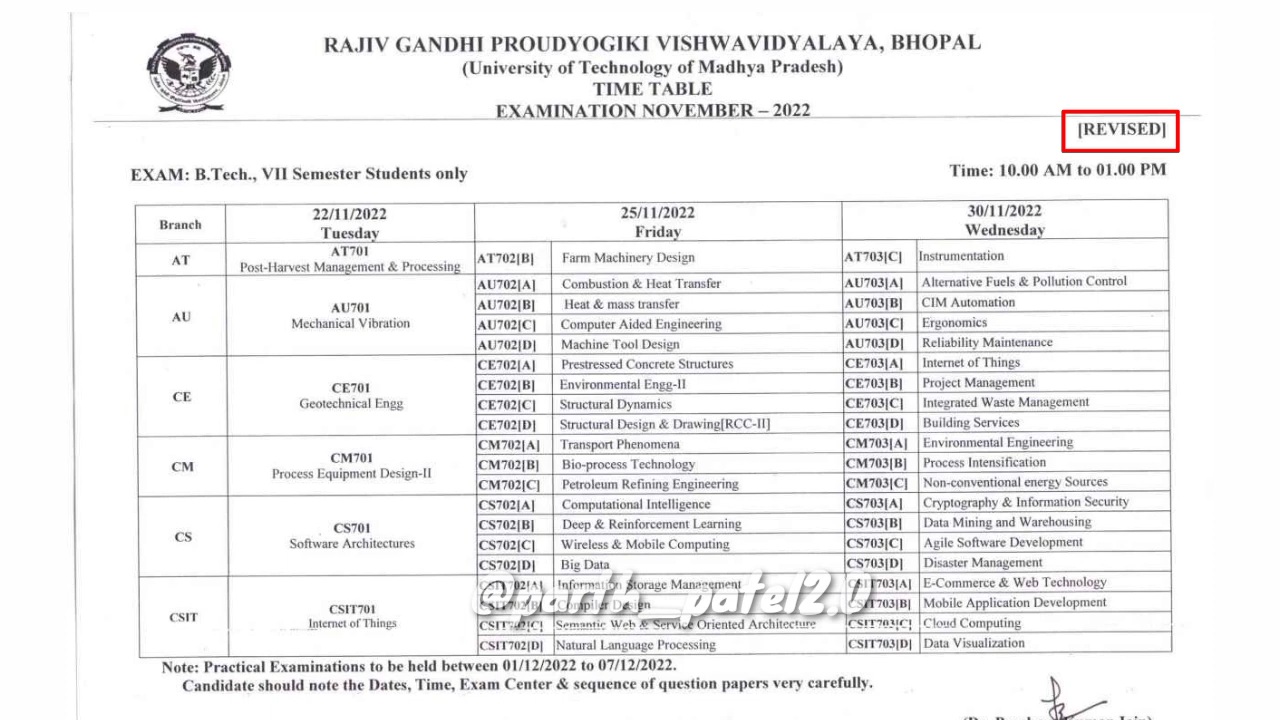 RAJIV GANDHI PROUDYOGIKI VISHWAVIDYALAYA, BHOPAL
(University of Technology of Madhya Pradesh)
TIME TABLE
EXAMINATION NOVEMBER – 2022
[REVISED]
EXAM: B.Tech., VII Semester Students only
Time: 10.00 AM to 01.00 PM
Branch 22/11/2022 Tuesday 25/11/2022 Friday 30/11/2022 Wednesday
AT AT701 Post-Harvest Management & Processing AT702[B] Farm Machinery Design AT703[C] Instrumentation
AU AU701 Mechanical Vibration
AU702[A] Combustion & Heat Transfer AU703[A] Alternative Fuels & Pollution Control
AU702[B] Heat & mass transfer AU703[B] CIM Automation
AU702[C] Computer Aided Engineering AU703[C] Ergonomics
AU702[D] Machine Tool Design AU703[D] Reliability Maintenance
CE CE701 Geotechnical Engg
CE702[A] Prestressed Concrete Structures CE703[A] Internet of Things
CE702[B] Environmental Engg-II CE703[B] Project Management
CE702[C] Structural Dynamics CE703[C] Integrated Waste Management
CE702[D] Structural Design & Drawing[RCC-II] CE703[D] Building Services
CM CM701 Process Equipment Design-II
CM702[A] Transport Phenomena CM703[A] Environmental Engineering
CM702[B] Bio-process Technology CM703[B] Process Intensification
CM702[C] Petroleum Refining Engineering CM703[C] Non-conventional energy Sources
CS CS701 Software Architectures
CS702[A] Computational Intelligence CS703[A] Cryptography & Information Security
CS702[B] Deep & Reinforcement Learning CS703[B] Data Mining and Warehousing
CS702[C] Wireless & Mobile Computing CS703[C] Agile Software Development
CS702[D] Big Data CS703[D] Disaster Management
CSIT CSIT701 Internet of Things
CSIT702[A] Information Storage Management CSIT703[A] E-Commerce & Web Technology
CSIT702[B] Compiler Design CSIT703[B] Mobile Application Development
CSIT702[C] Semantic Web & Service Oriented Architecture CSIT703[C] Cloud Computing
CSIT702[D] Natural Language Processing CSIT703[D] Data Visualization
@parth_patel2.0
Note: Practical Examinations to be held between 01/12/2022 to 07/12/2022.
Candidate should note the Dates, Time, Exam Center & sequence of question papers very carefully.